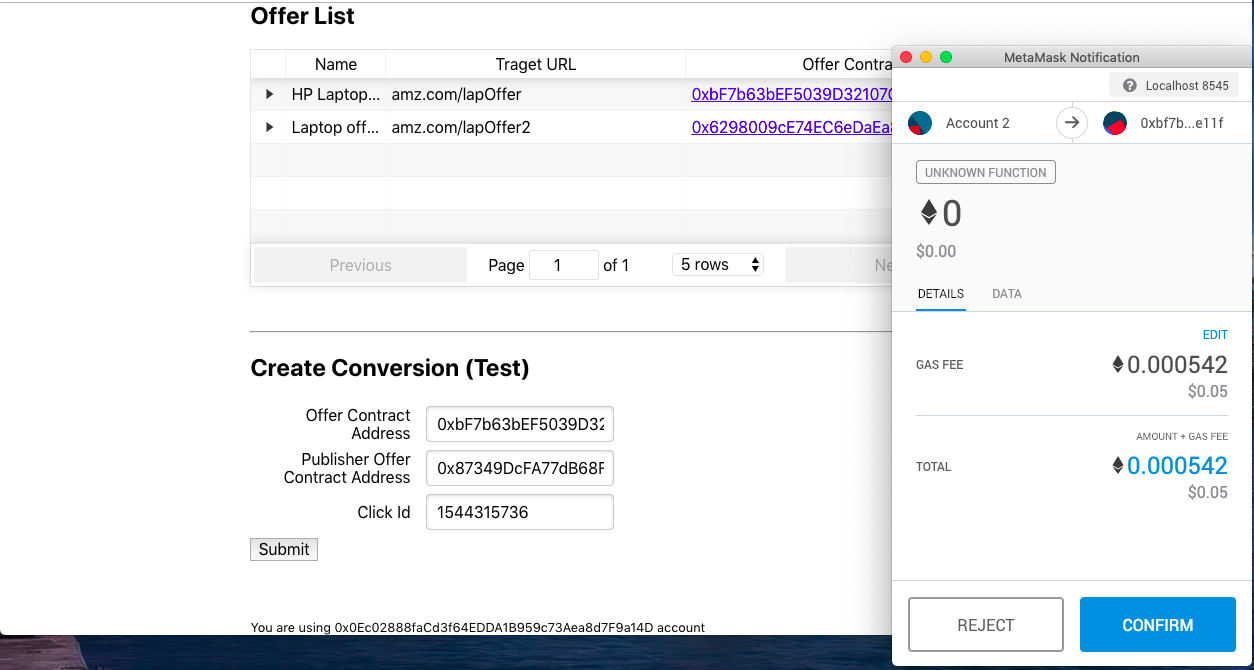 Offer List
Name Traget URL Offer Contra
HP Laptop... amz.com/lapOffer 0xbF7b63bEF5039D32107
Laptop off... amz.com/lapOffer2 0x6298009cE74EC6eDaEa
Previous Page 1 of 1 5 rows Ne
Create Conversion (Test)
Offer Contract
Address
0xbF7b63bEF5039D32
Publisher Offer
Contract Address
0x87349DcFA77dB68F
Click Id 1544315736
Submit
You are using 0x0Ec02888faCd3f64EDDA1B959c73Aea8d7F9a14D account
MetaMask Notification
? Localhost 8545
Account 2 → 0xbf7b...e11f
UNKNOWN FUNCTION
0
$0.00
DETAILS DATA
EDIT
GAS FEE 0.000542
$0.05
AMOUNT + GAS FEE
TOTAL 0.000542
$0.05
REJECT CONFIRM